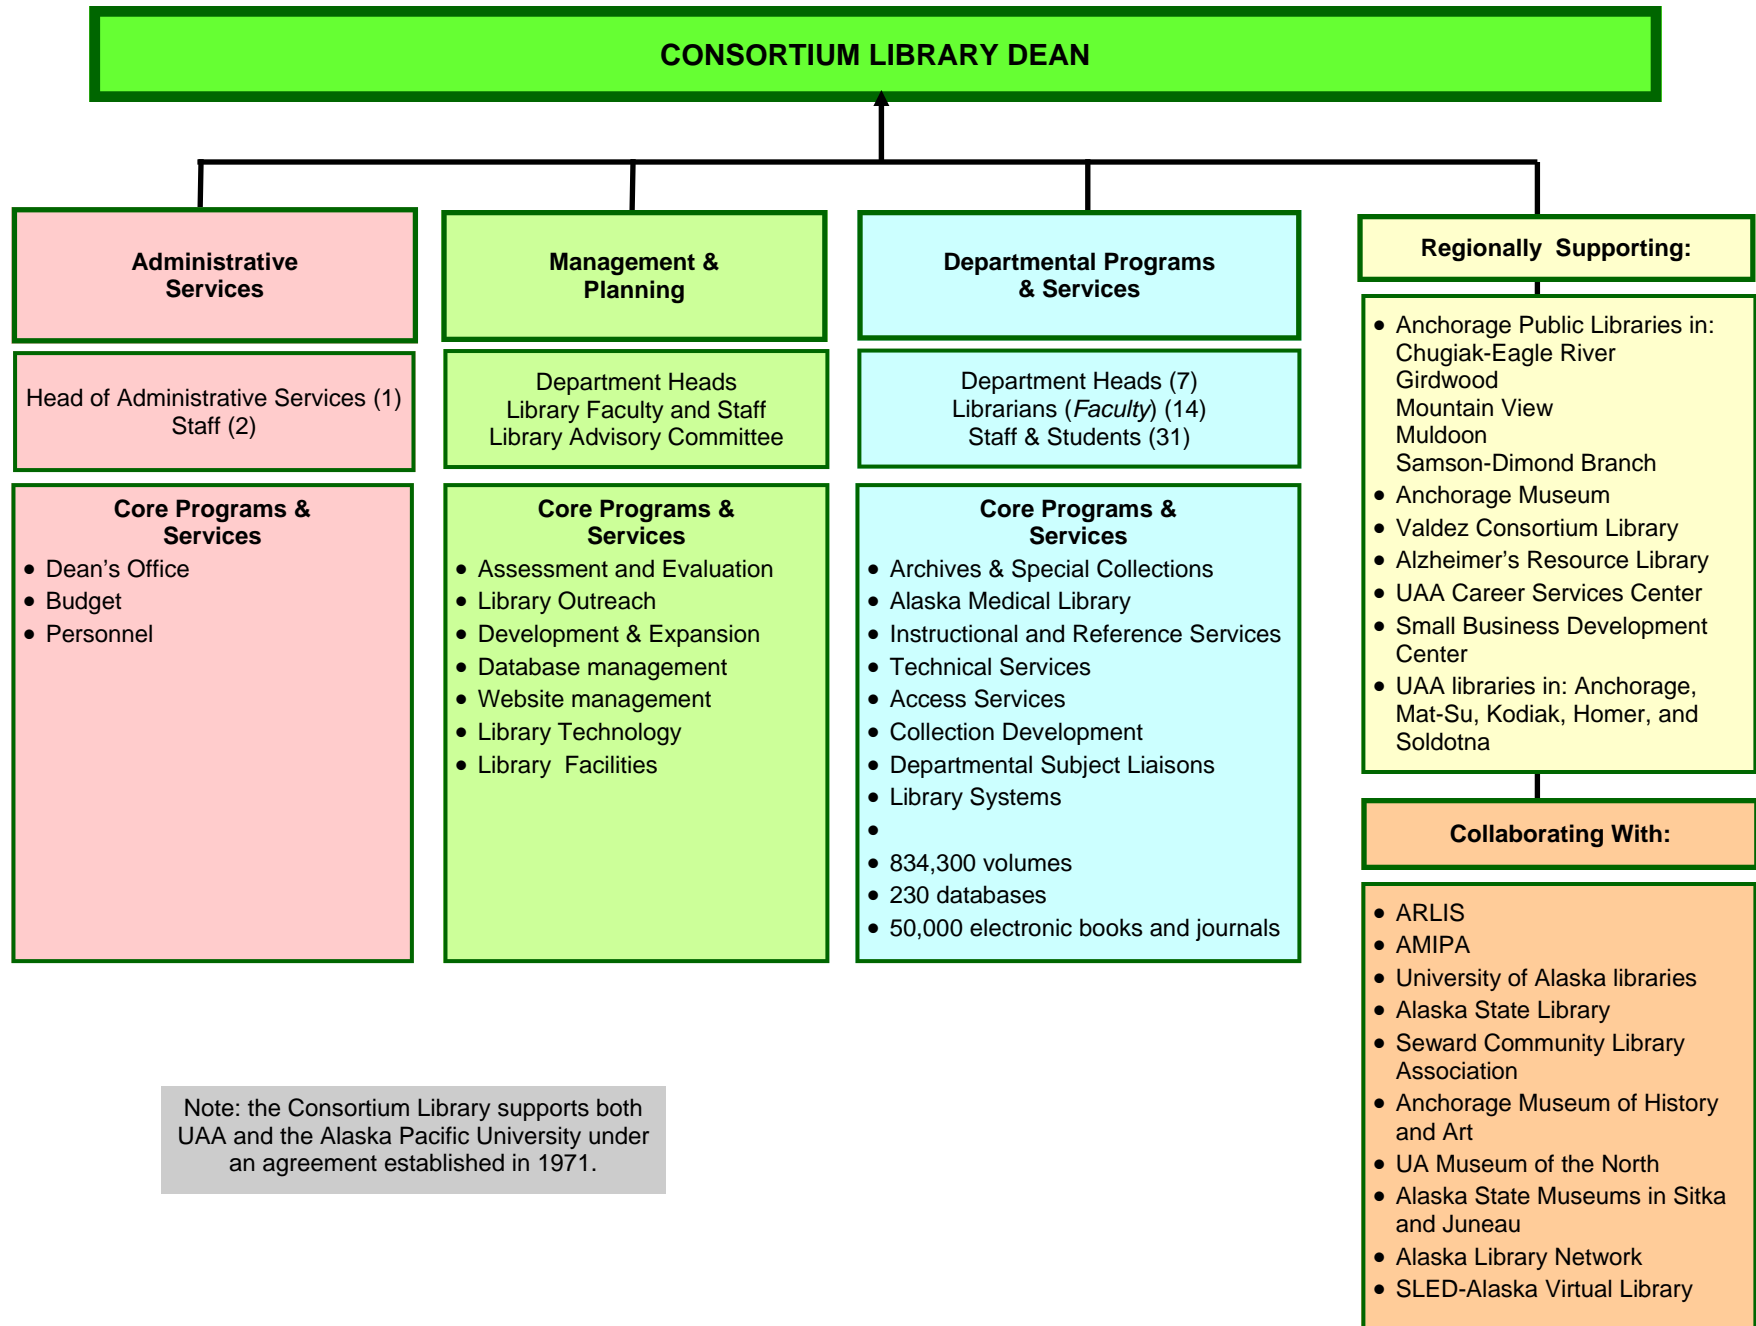 CONSORTIUM LIBRARY DEAN
Administrative
Services
Head of Administrative Services (1)
Staff (2)
Core Programs &
Services
• Dean's Office
• Budget
• Personnel
Management &
Planning
Department Heads
Library Faculty and Staff
Library Advisory Committee
Core Programs &
Services
• Assessment and Evaluation
• Library Outreach
• Development & Expansion
• Database management
• Website management
• Library Technology
• Library  Facilities
Departmental Programs
& Services
Department Heads (7)
Librarians (Faculty) (14)
Staff & Students (31)
Core Programs &
Services
• Archives & Special Collections
• Alaska Medical Library
• Instructional and Reference Services
• Technical Services
• Access Services
• Collection Development
• Departmental Subject Liaisons
• Library Systems
•
• 834,300 volumes
• 230 databases
• 50,000 electronic books and journals
Regionally  Supporting:
• Anchorage Public Libraries in:
Chugiak-Eagle River
Girdwood
Mountain View
Muldoon
Samson-Dimond Branch
• Anchorage Museum
• Valdez Consortium Library
• Alzheimer's Resource Library
• UAA Career Services Center
• Small Business Development
Center
• UAA libraries in: Anchorage,
Mat-Su, Kodiak, Homer, and
Soldotna
Collaborating With:
• ARLIS
• AMIPA
• University of Alaska libraries
• Alaska State Library
• Seward Community Library
Association
• Anchorage Museum of History
and Art
• UA Museum of the North
• Alaska State Museums in Sitka
and Juneau
• Alaska Library Network
• SLED-Alaska Virtual Library
Note: the Consortium Library supports both
UAA and the Alaska Pacific University under
an agreement established in 1971.